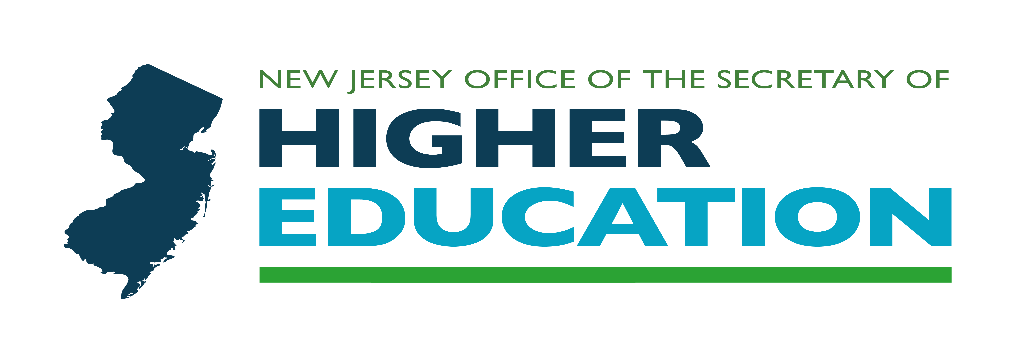 NEW JERSEY OFFICE OF THE SECRETARY OF
HIGHER
EDUCATION